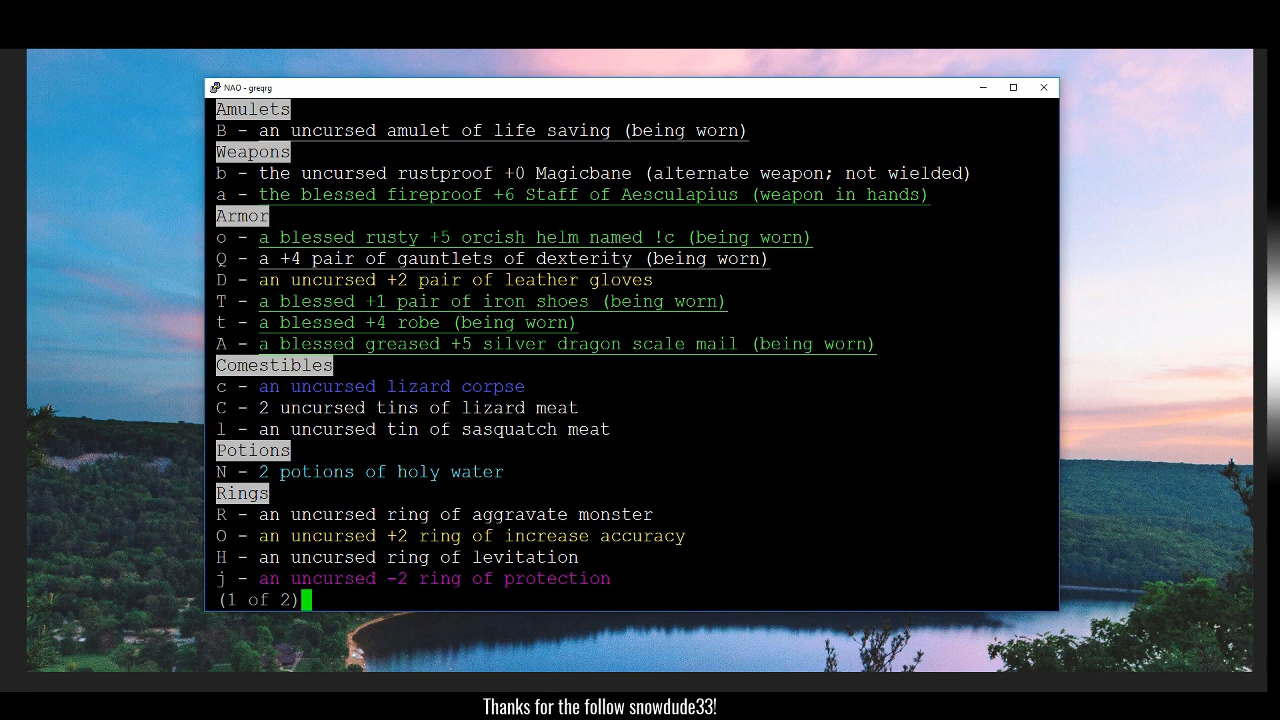 NAO - greqrg
Amulets
B - an uncursed amulet of life saving (being worn)
Weapons
b - the uncursed rustproof +0 Magicbane (alternate weapon; not wielded)
a - the blessed fireproof +6 Staff of Aesculapius (weapon in hands)
Armor
o - a blessed rusty +5 orcish helm named !c (being worn)
Q - a +4 pair of gauntlets of dexterity (being worn)
D - an uncursed +2 pair of leather gloves
T - a blessed +1 pair of iron shoes (being worn)
t - a blessed +4 robe (being worn)
A - a blessed greased +5 silver dragon scale mail (being worn)
Comestibles
c - an uncursed lizard corpse
C - 2 uncursed tins of lizard meat
l - an uncursed tin of sasquatch meat
Potions
N - 2 potions of holy water
Rings
R - an uncursed ring of aggravate monster
O - an uncursed +2 ring of increase accuracy
H - an uncursed ring of levitation
j - an uncursed -2 ring of protection
(1 of 2)
Thanks for the follow snowdude33!